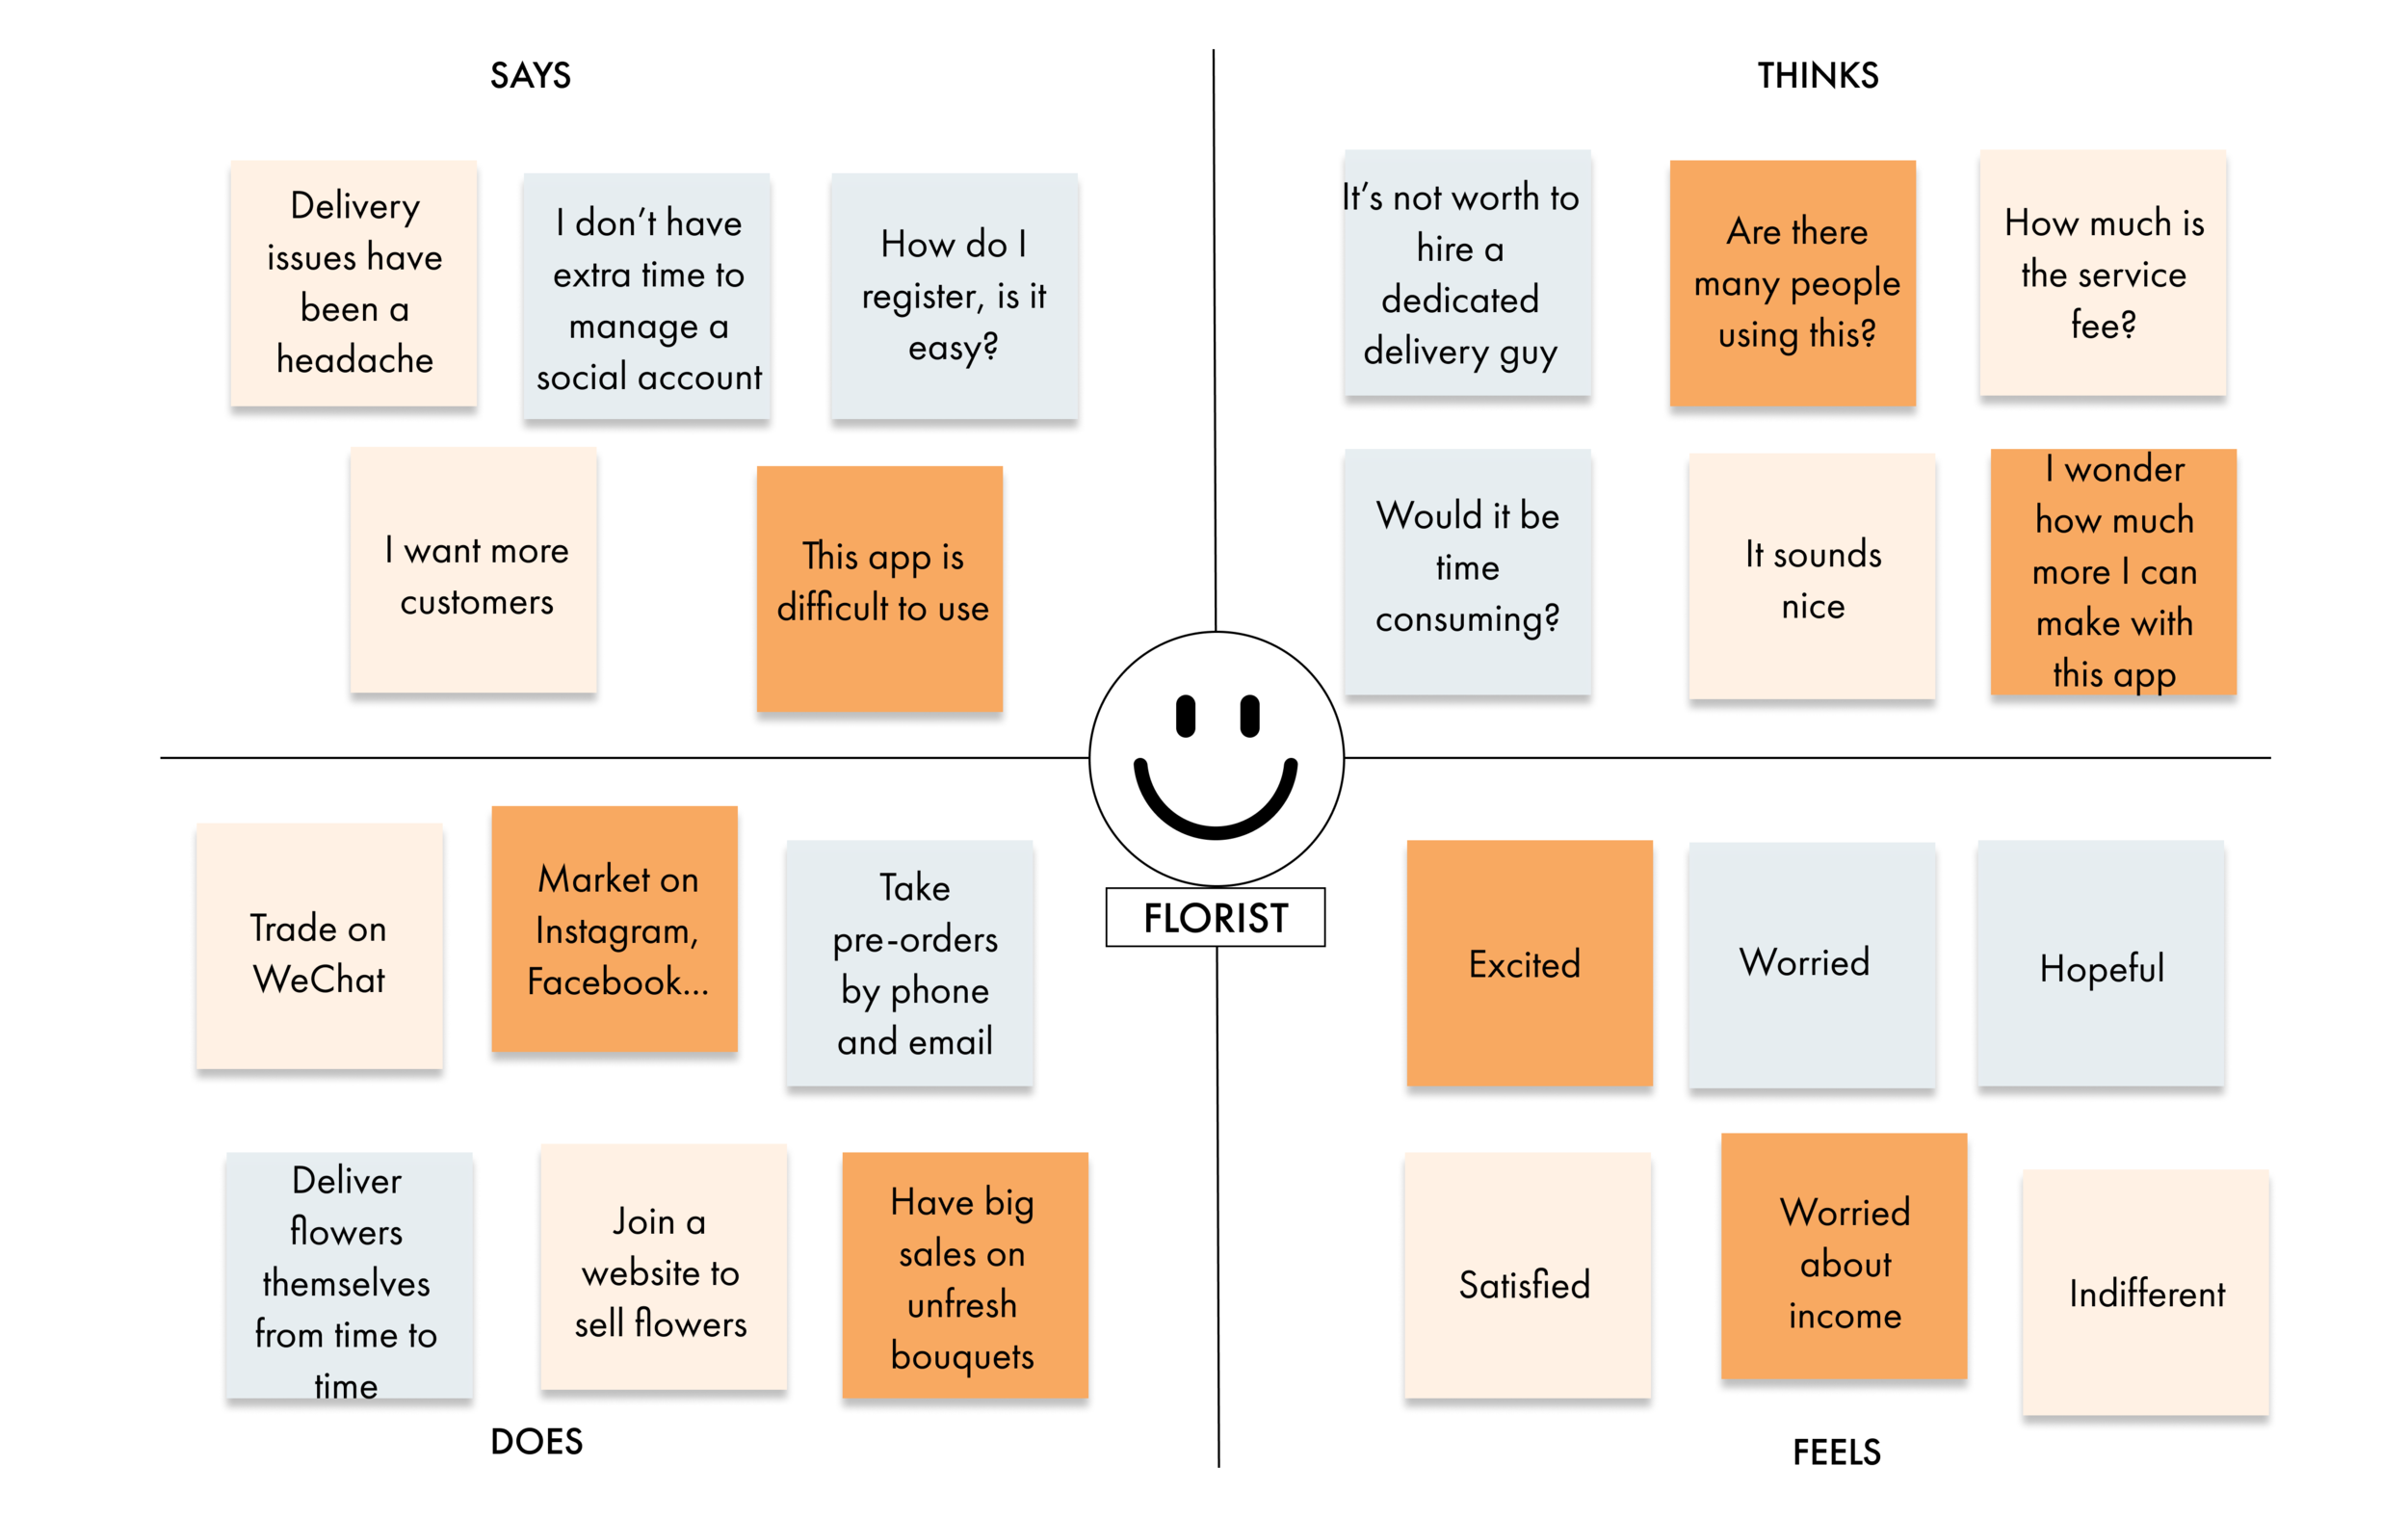 SAYS
Delivery
issues have
been a
headache
I don’t have
extra time to
manage a
social account
How do I
register, is it
easy?
I want more
customers
This app is
difficult to use
THINKS
It’s not worth to
hire a
dedicated
delivery guy
Are there
many people
using this?
How much is
the service
fee?
Would it be
time
consuming?
It sounds
nice
I wonder
how much
more I can
make with
this app
FLORIST
Trade on
WeChat
Market on
Instagram,
Facebook...
Take
pre-orders
by phone
and email
Deliver
flowers
themselves
from time to
time
Join a
website to
sell flowers
Have big
sales on
unfresh
bouquets
DOES
Excited
Worried
Hopeful
Satisfied
Worried
about
income
Indifferent
FEELS